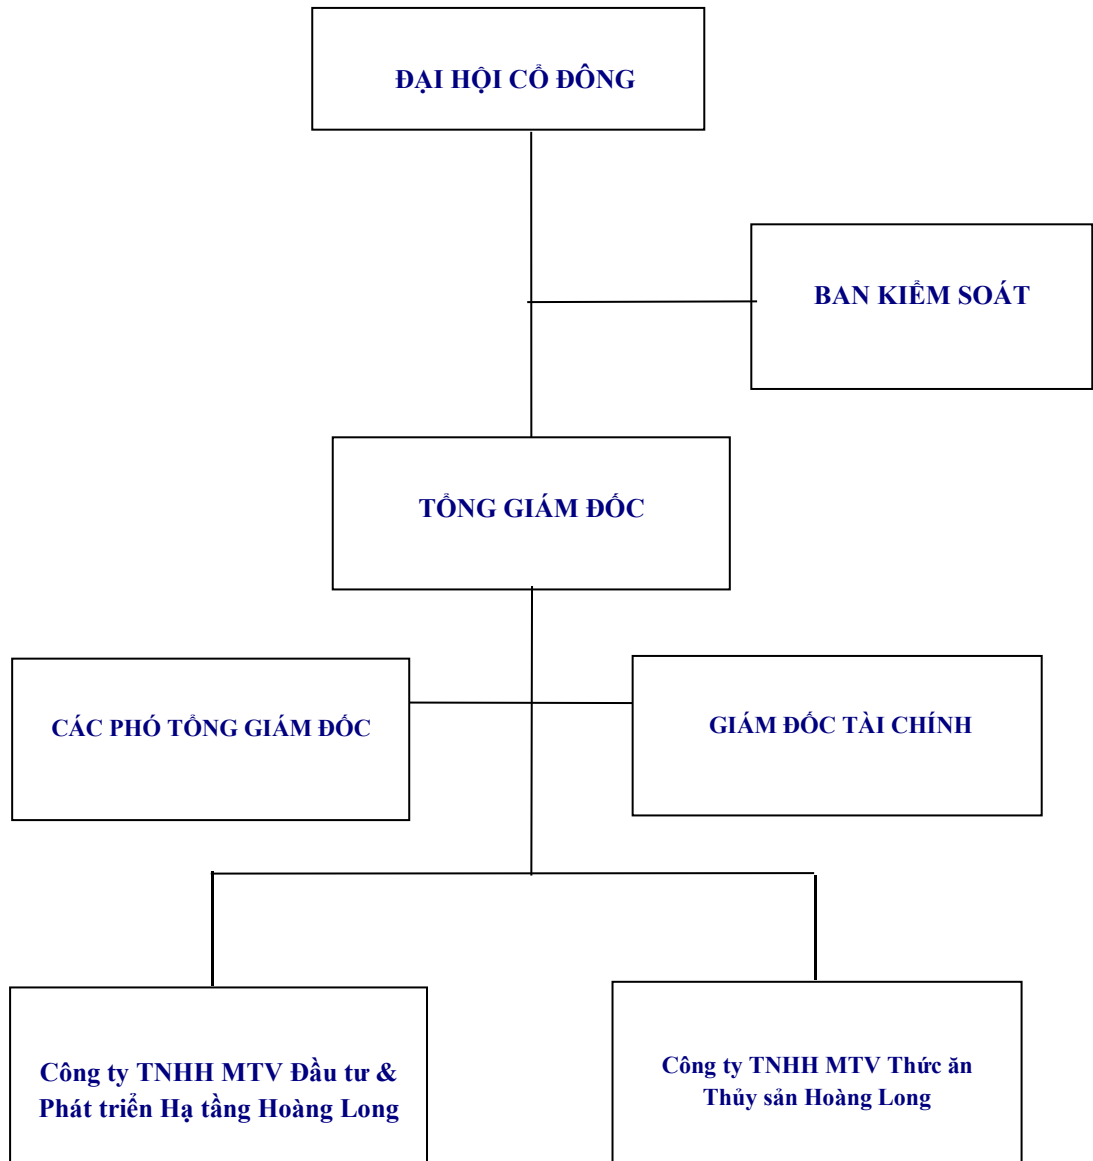 ĐẠI HỘI CỔ ĐÔNG
BAN KIỂM SOÁT
TỔNG GIÁM ĐỐC
CÁC PHÓ TỔNG GIÁM ĐỐC
GIÁM ĐỐC TÀI CHÍNH
Công ty TNHH MTV Đầu tư &
Phát triển Hạ tầng Hoàng Long
Công ty TNHH MTV Thức ăn
Thủy sản Hoàng Long